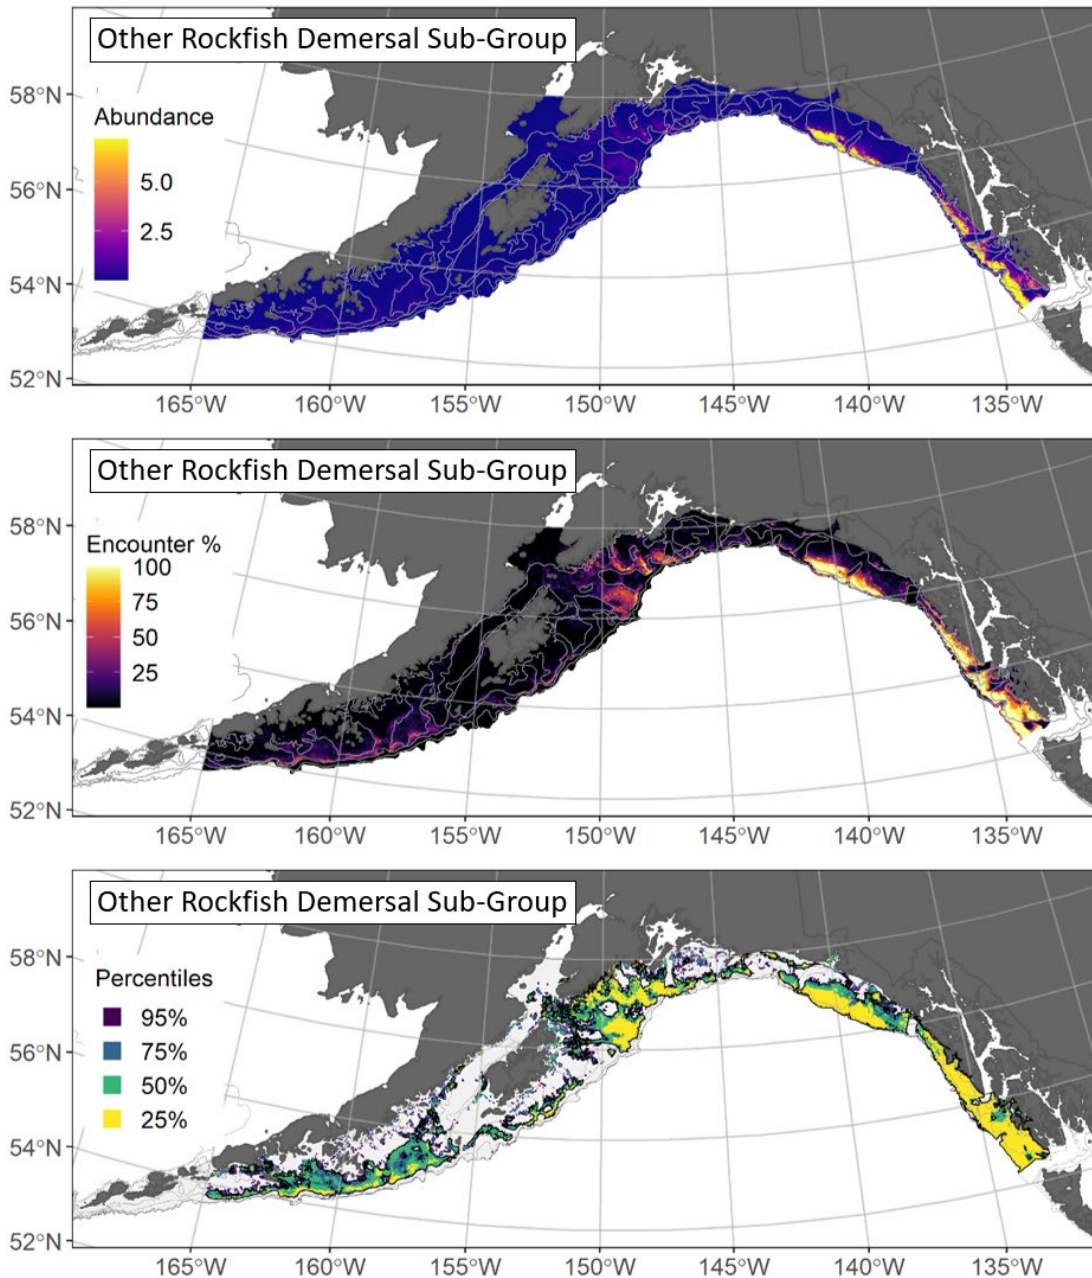 Other Rockfish Demersal Sub-Group
58°N
Abundance
5.0
56°N
2.5
54°N
52°N
165°W 160°W 155°W 150°W 145°W 140°W 135°W
Other Rockfish Demersal Sub-Group
58°N
Encounter %
100
75
56°N
50
25
54°N
52°N
165°W 160°W 155°W 150°W 145°W 140°W 135°W
Other Rockfish Demersal Sub-Group
58°N
Percentiles
95%
56°N
75%
50%
25%
54°N
52°N
165°W 160°W 155°W 150°W 145°W 140°W 135°W